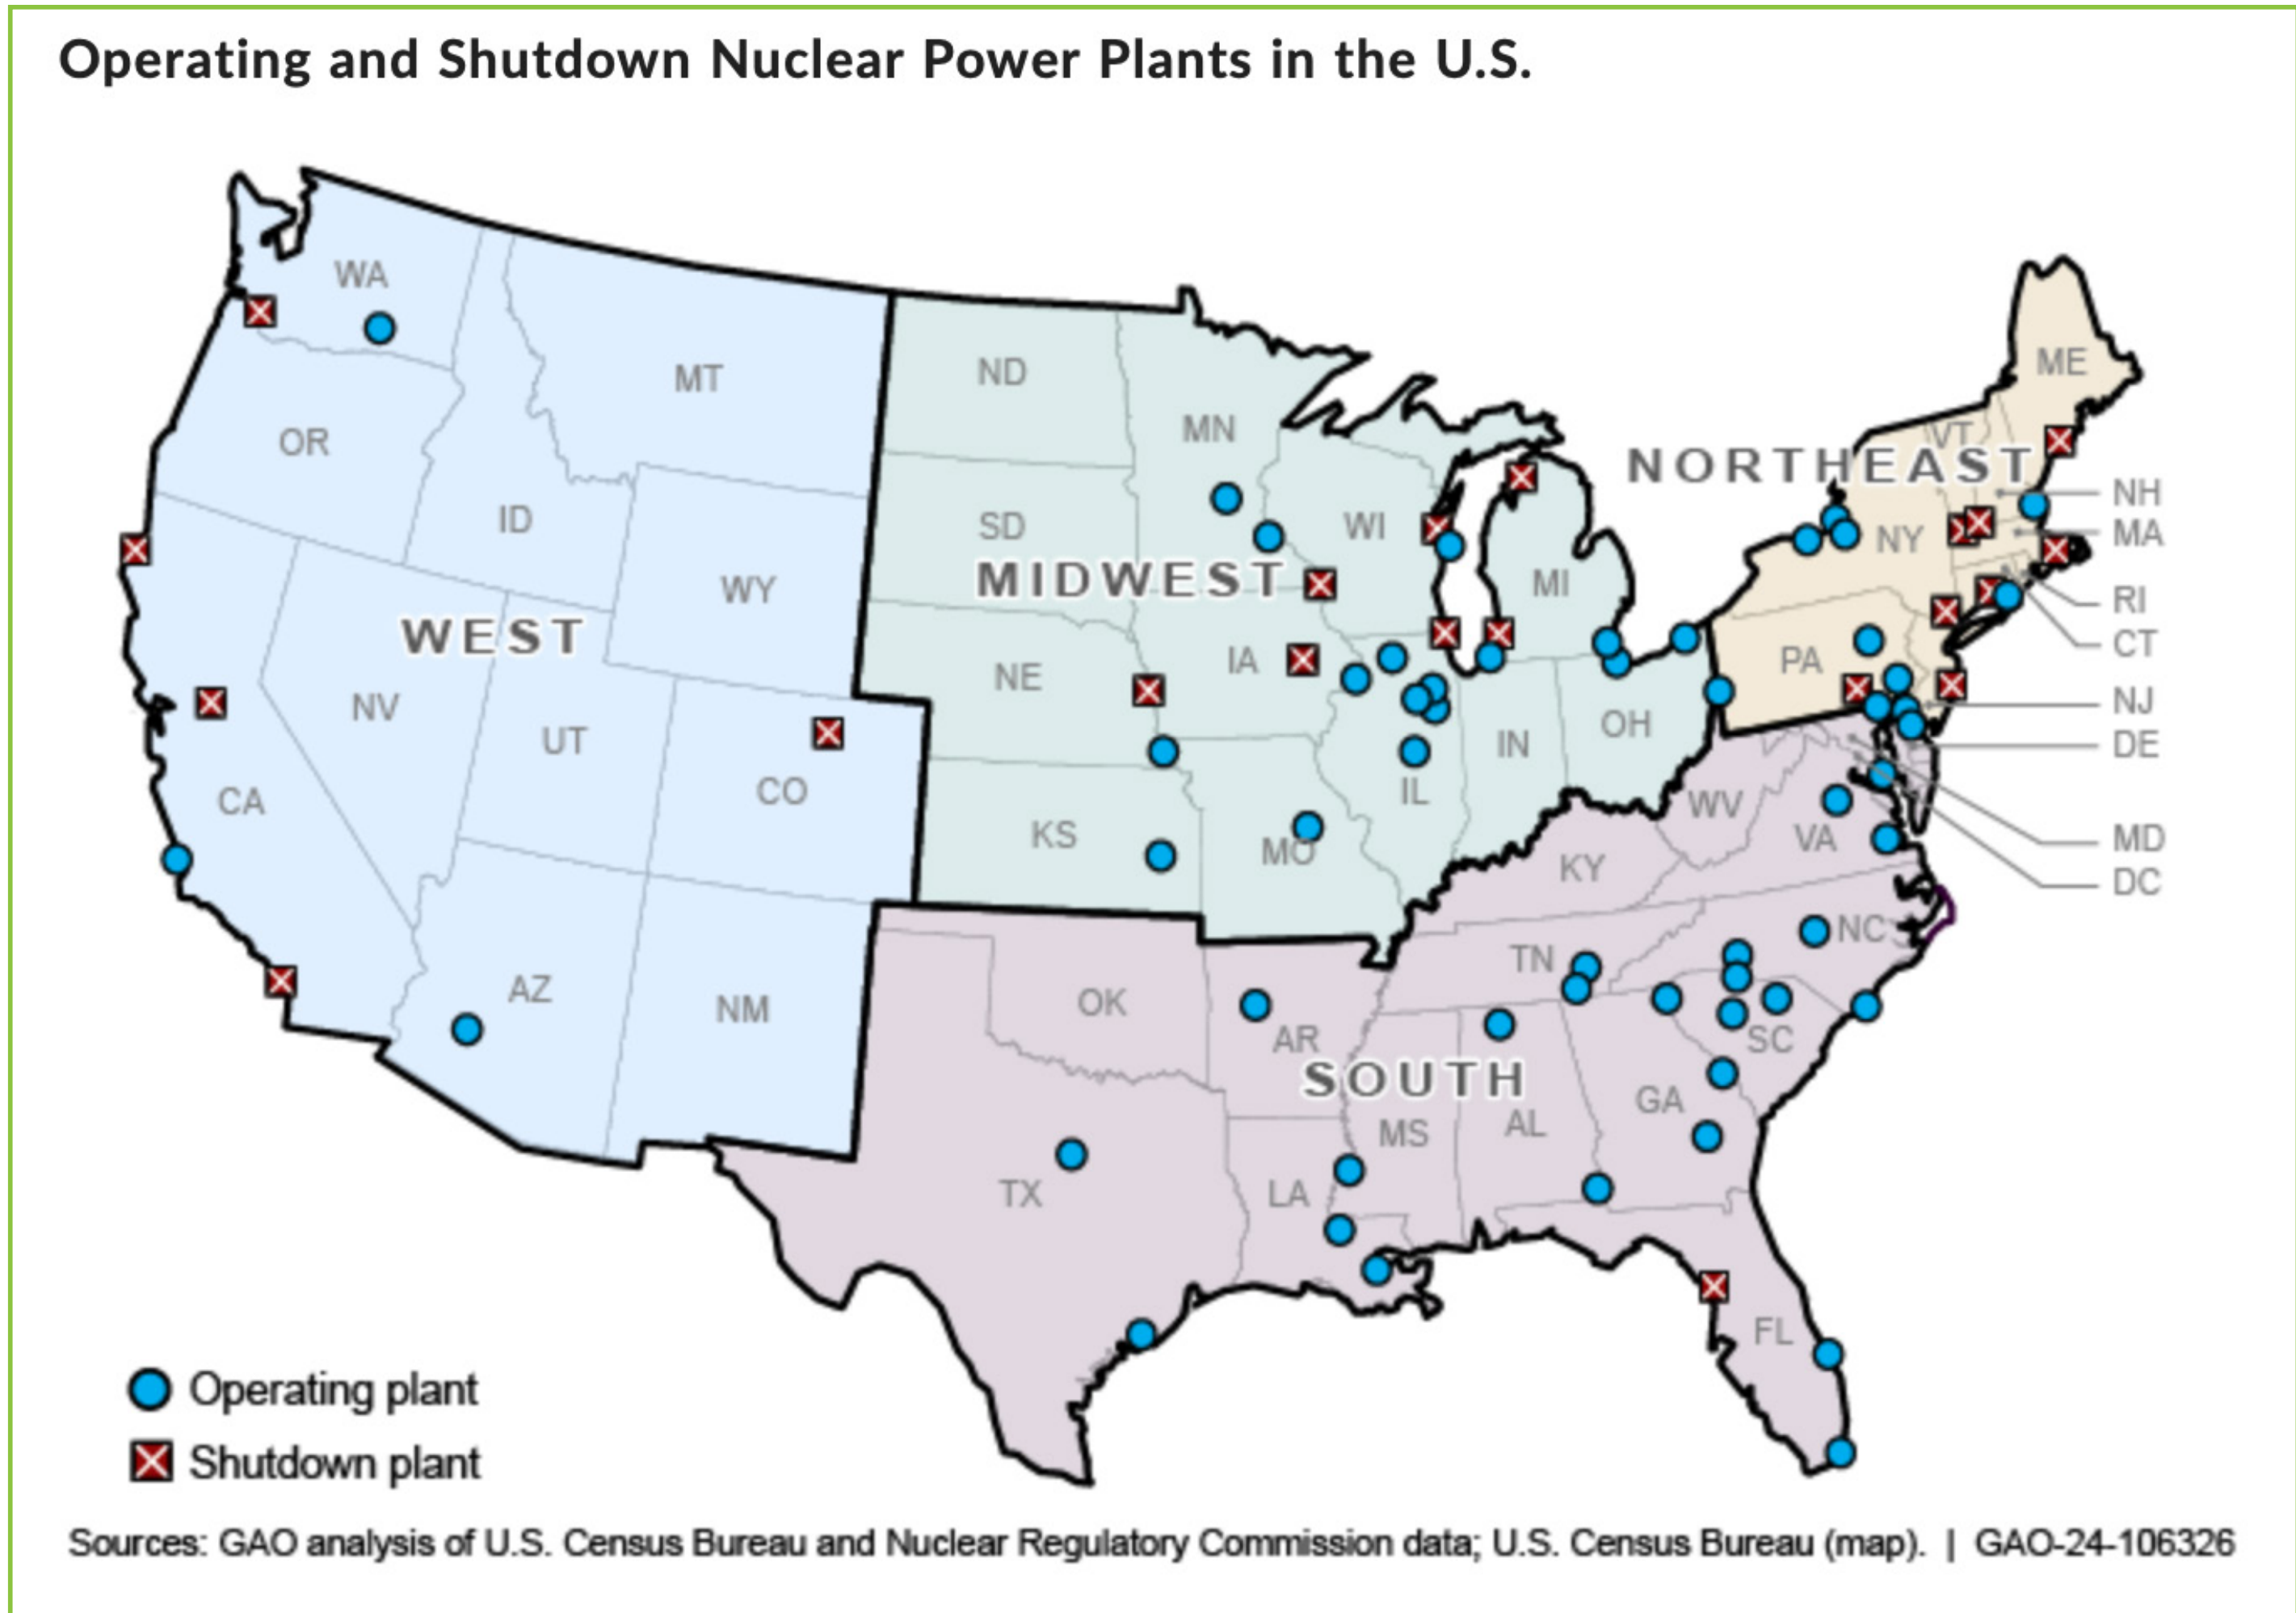 Operating and Shutdown Nuclear Power Plants in the U.S.
WA
MT
ND
ME
OR
MN
VT
NORTHEAST
NH
ID
SD
WI
NY
MA
MIDWEST
MI
WY
RI
WEST
CT
IA
PA
NE
NV
NJ
UT
OH
IN
DE
CO
IL
CA
WV
KS
VA
MD
MO
KY
DC
NC
TN
AZ
OK
NM
AR
SC
SOUTH
GA
AL
MS
TX
LA
FL
Operating plant
Shutdown plant
Sources: GAO analysis of U.S. Census Bureau and Nuclear Regulatory Commission data; U.S. Census Bureau (map). | GAO-24-106326